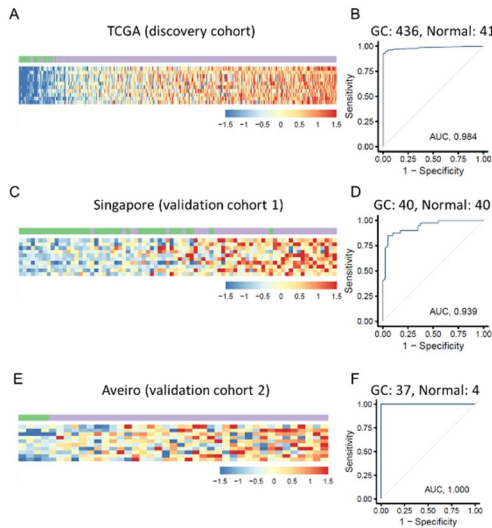 A
TCGA (discovery cohort)
−1.5 −1 −0.5 0 0.5 1 1.5
B
GC: 436, Normal: 41
1.00
0.75
0.50
0.25
0.00
Sensitivity
AUC, 0.984
0.00 0.25 0.50 0.75 1.00
1 − Specificity
C
Singapore (validation cohort 1)
−1.5 −1 −0.5 0 0.5 1 1.5
D
GC: 40, Normal: 40
1.00
0.75
0.50
0.25
0.00
Sensitivity
AUC, 0.939
0.00 0.25 0.50 0.75 1.00
1 − Specificity
E
Aveiro (validation cohort 2)
−1.5 −1 −0.5 0 0.5 1 1.5
F
GC: 37, Normal: 4
1.00
0.75
0.50
0.25
0.00
Sensitivity
AUC, 1.000
0.00 0.25 0.50 0.75 1.00
1 − Specificity